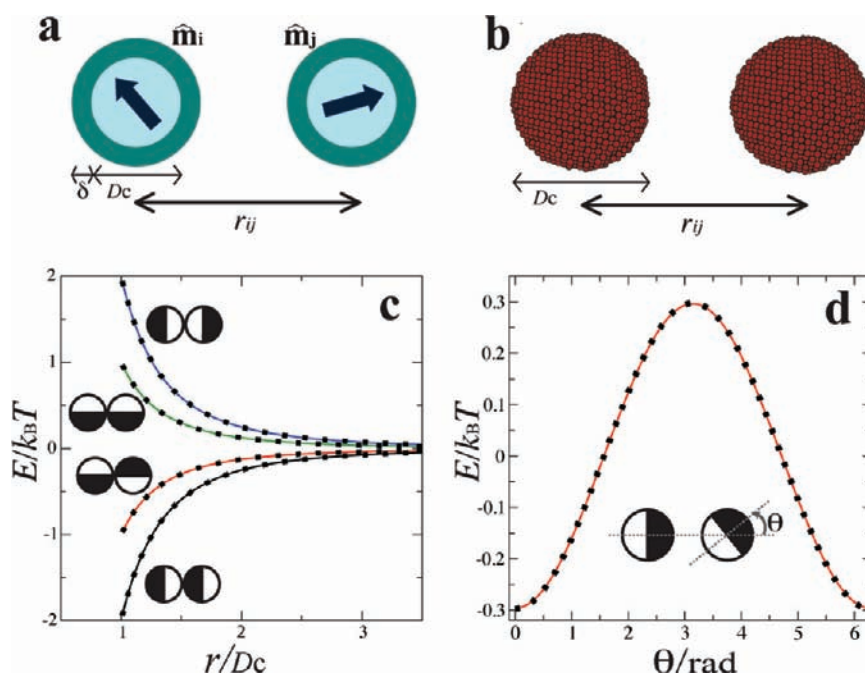 a
m̂i
m̂j
δ
Dc
rij
b
Dc
rij
c
E/kBT
2
1
0
-1
-2
1
2
3
r/Dc
d
E/kBT
0.3
0.2
0.1
0
-0.1
-0.2
-0.3
θ
0
1
2
3
4
5
6
θ/rad